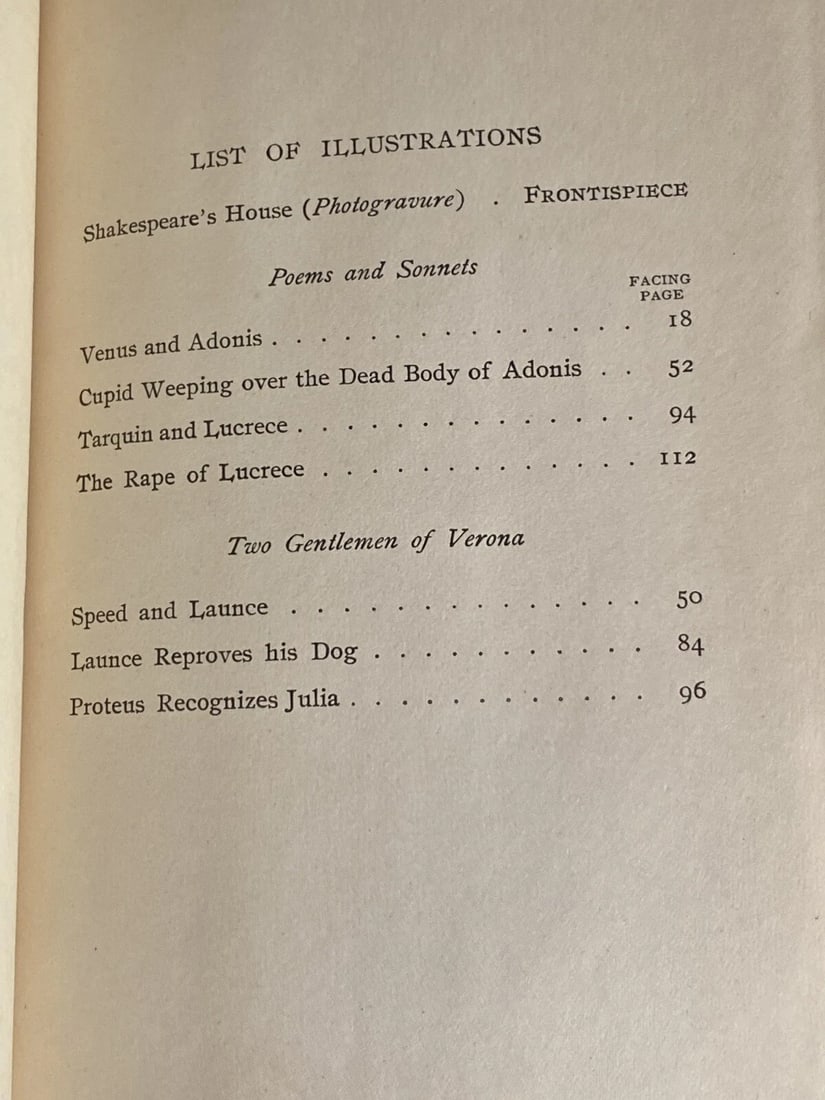 LIST OF ILLUSTRATIONS
Shakespeare's House (Photogravure) . FRONTISPIECE
Poems and Sonnets
FACING
PAGE
Venus and Adonis . . . . . . . . . . . . . . . 18
Cupid Weeping over the Dead Body of Adonis . . 52
Tarquin and Lucrece . . . . . . . . . . . . . . 94
The Rape of Lucrece . . . . . . . . . . . . . 112
Two Gentlemen of Verona
Speed and Launce . . . . . . . . . . . . . . . 50
Launce Reproves his Dog . . . . . . . . . . . 84
Proteus Recognizes Julia . . . . . . . . . . . . 96